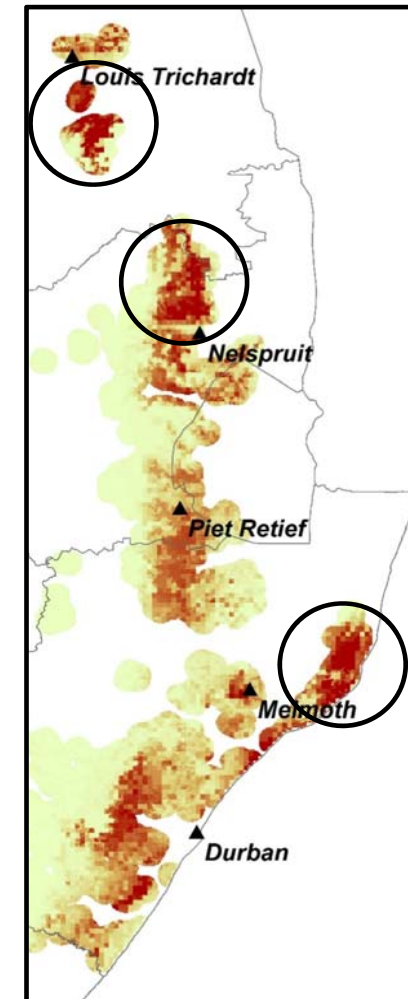 Louis Trichardt
Nelspruit
Piet Retief
Melmoth
Durban